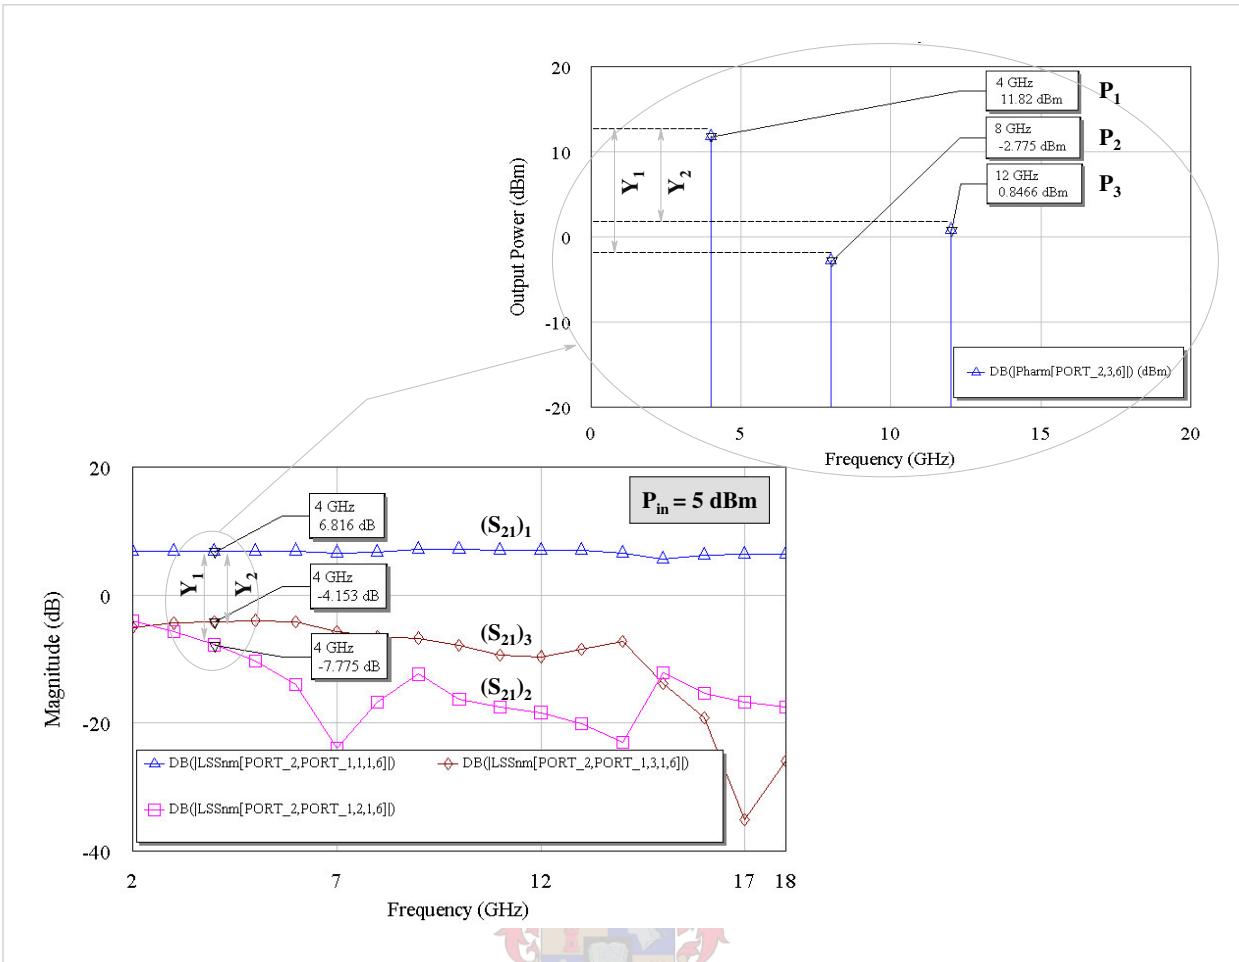 20
10
0
-10
-20
0
5
10
15
20
Output Power (dBm)
Frequency (GHz)
4 GHz
11.82 dBm
P1
8 GHz
-2.775 dBm
P2
12 GHz
0.8466 dBm
P3
Y1
Y2
DB(|Pharm[PORT_2,3,6]|) (dBm)
20
0
-20
-40
2
7
12
17
18
Magnitude (dB)
Frequency (GHz)
Pin = 5 dBm
4 GHz
6.816 dB
(S21)1
Y1
Y2
4 GHz
-4.153 dB
(S21)3
4 GHz
-7.775 dB
(S21)2
DB(|LSSnm[PORT_2,PORT_1,1,1,6]|)
DB(|LSSnm[PORT_2,PORT_1,3,1,6]|)
DB(|LSSnm[PORT_2,PORT_1,2,1,6]|)